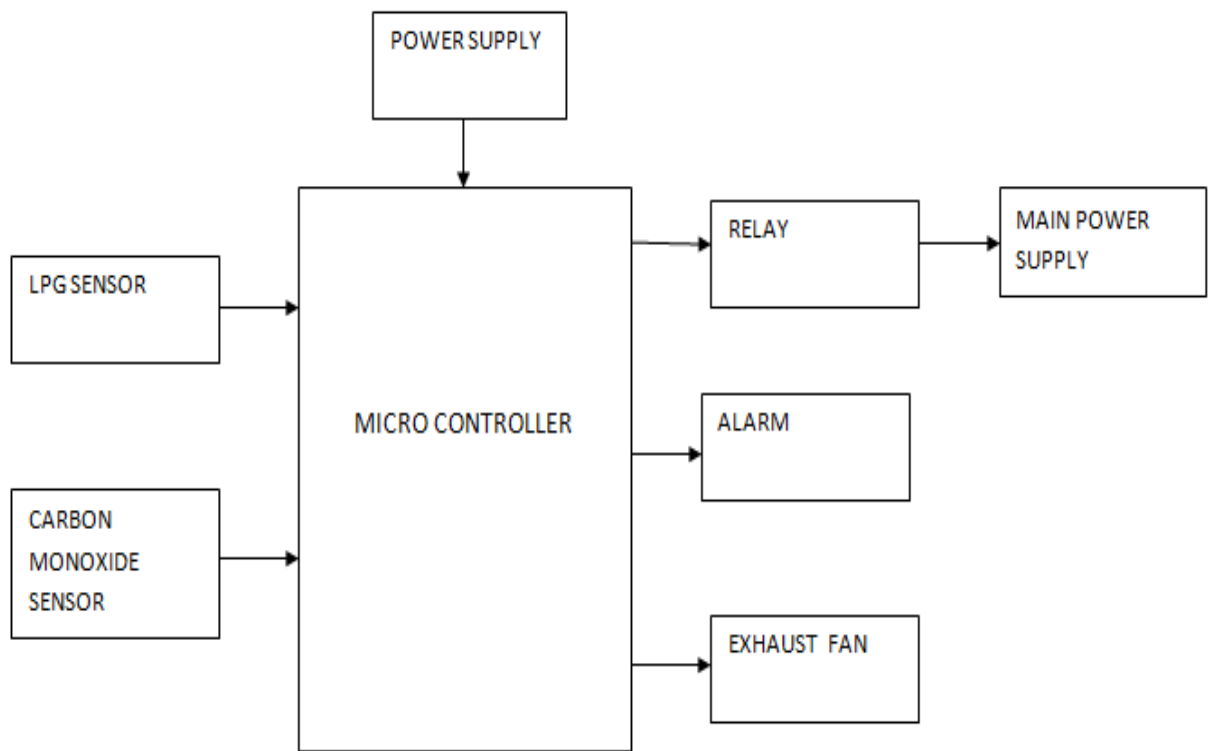 POWER SUPPLY
RELAY
MAIN POWER
SUPPLY
LPG SENSOR
MICRO CONTROLLER
ALARM
CARBON
MONOXIDE
SENSOR
EXHAUST FAN